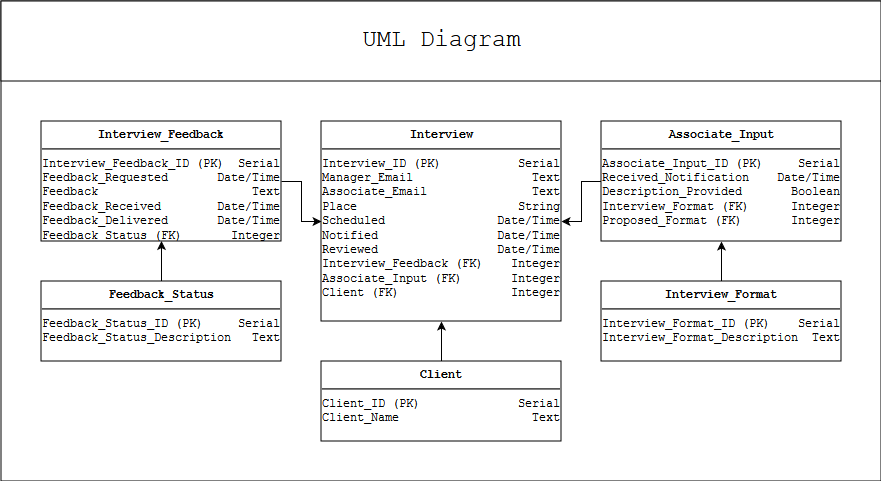 UML Diagram
Interview_Feedback
Interview_Feedback_ID (PK) Serial
Feedback_Requested Date/Time
Feedback Text
Feedback_Received Date/Time
Feedback_Delivered Date/Time
Feedback_Status (FK) Integer
Interview
Interview_ID (PK) Serial
Manager_Email Text
Associate_Email Text
Place String
Scheduled Date/Time
Notified Date/Time
Reviewed Date/Time
Interview_Feedback (FK) Integer
Associate_Input (FK) Integer
Client (FK) Integer
Associate_Input
Associate_Input_ID (PK) Serial
Received_Notification Date/Time
Description_Provided Boolean
Interview_Format (FK) Integer
Proposed_Format (FK) Integer
Feedback_Status
Feedback_Status_ID (PK) Serial
Feedback_Status_Description Text
Client
Client_ID (PK) Serial
Client_Name Text
Interview_Format
Interview_Format_ID (PK) Serial
Interview_Format_Description Text